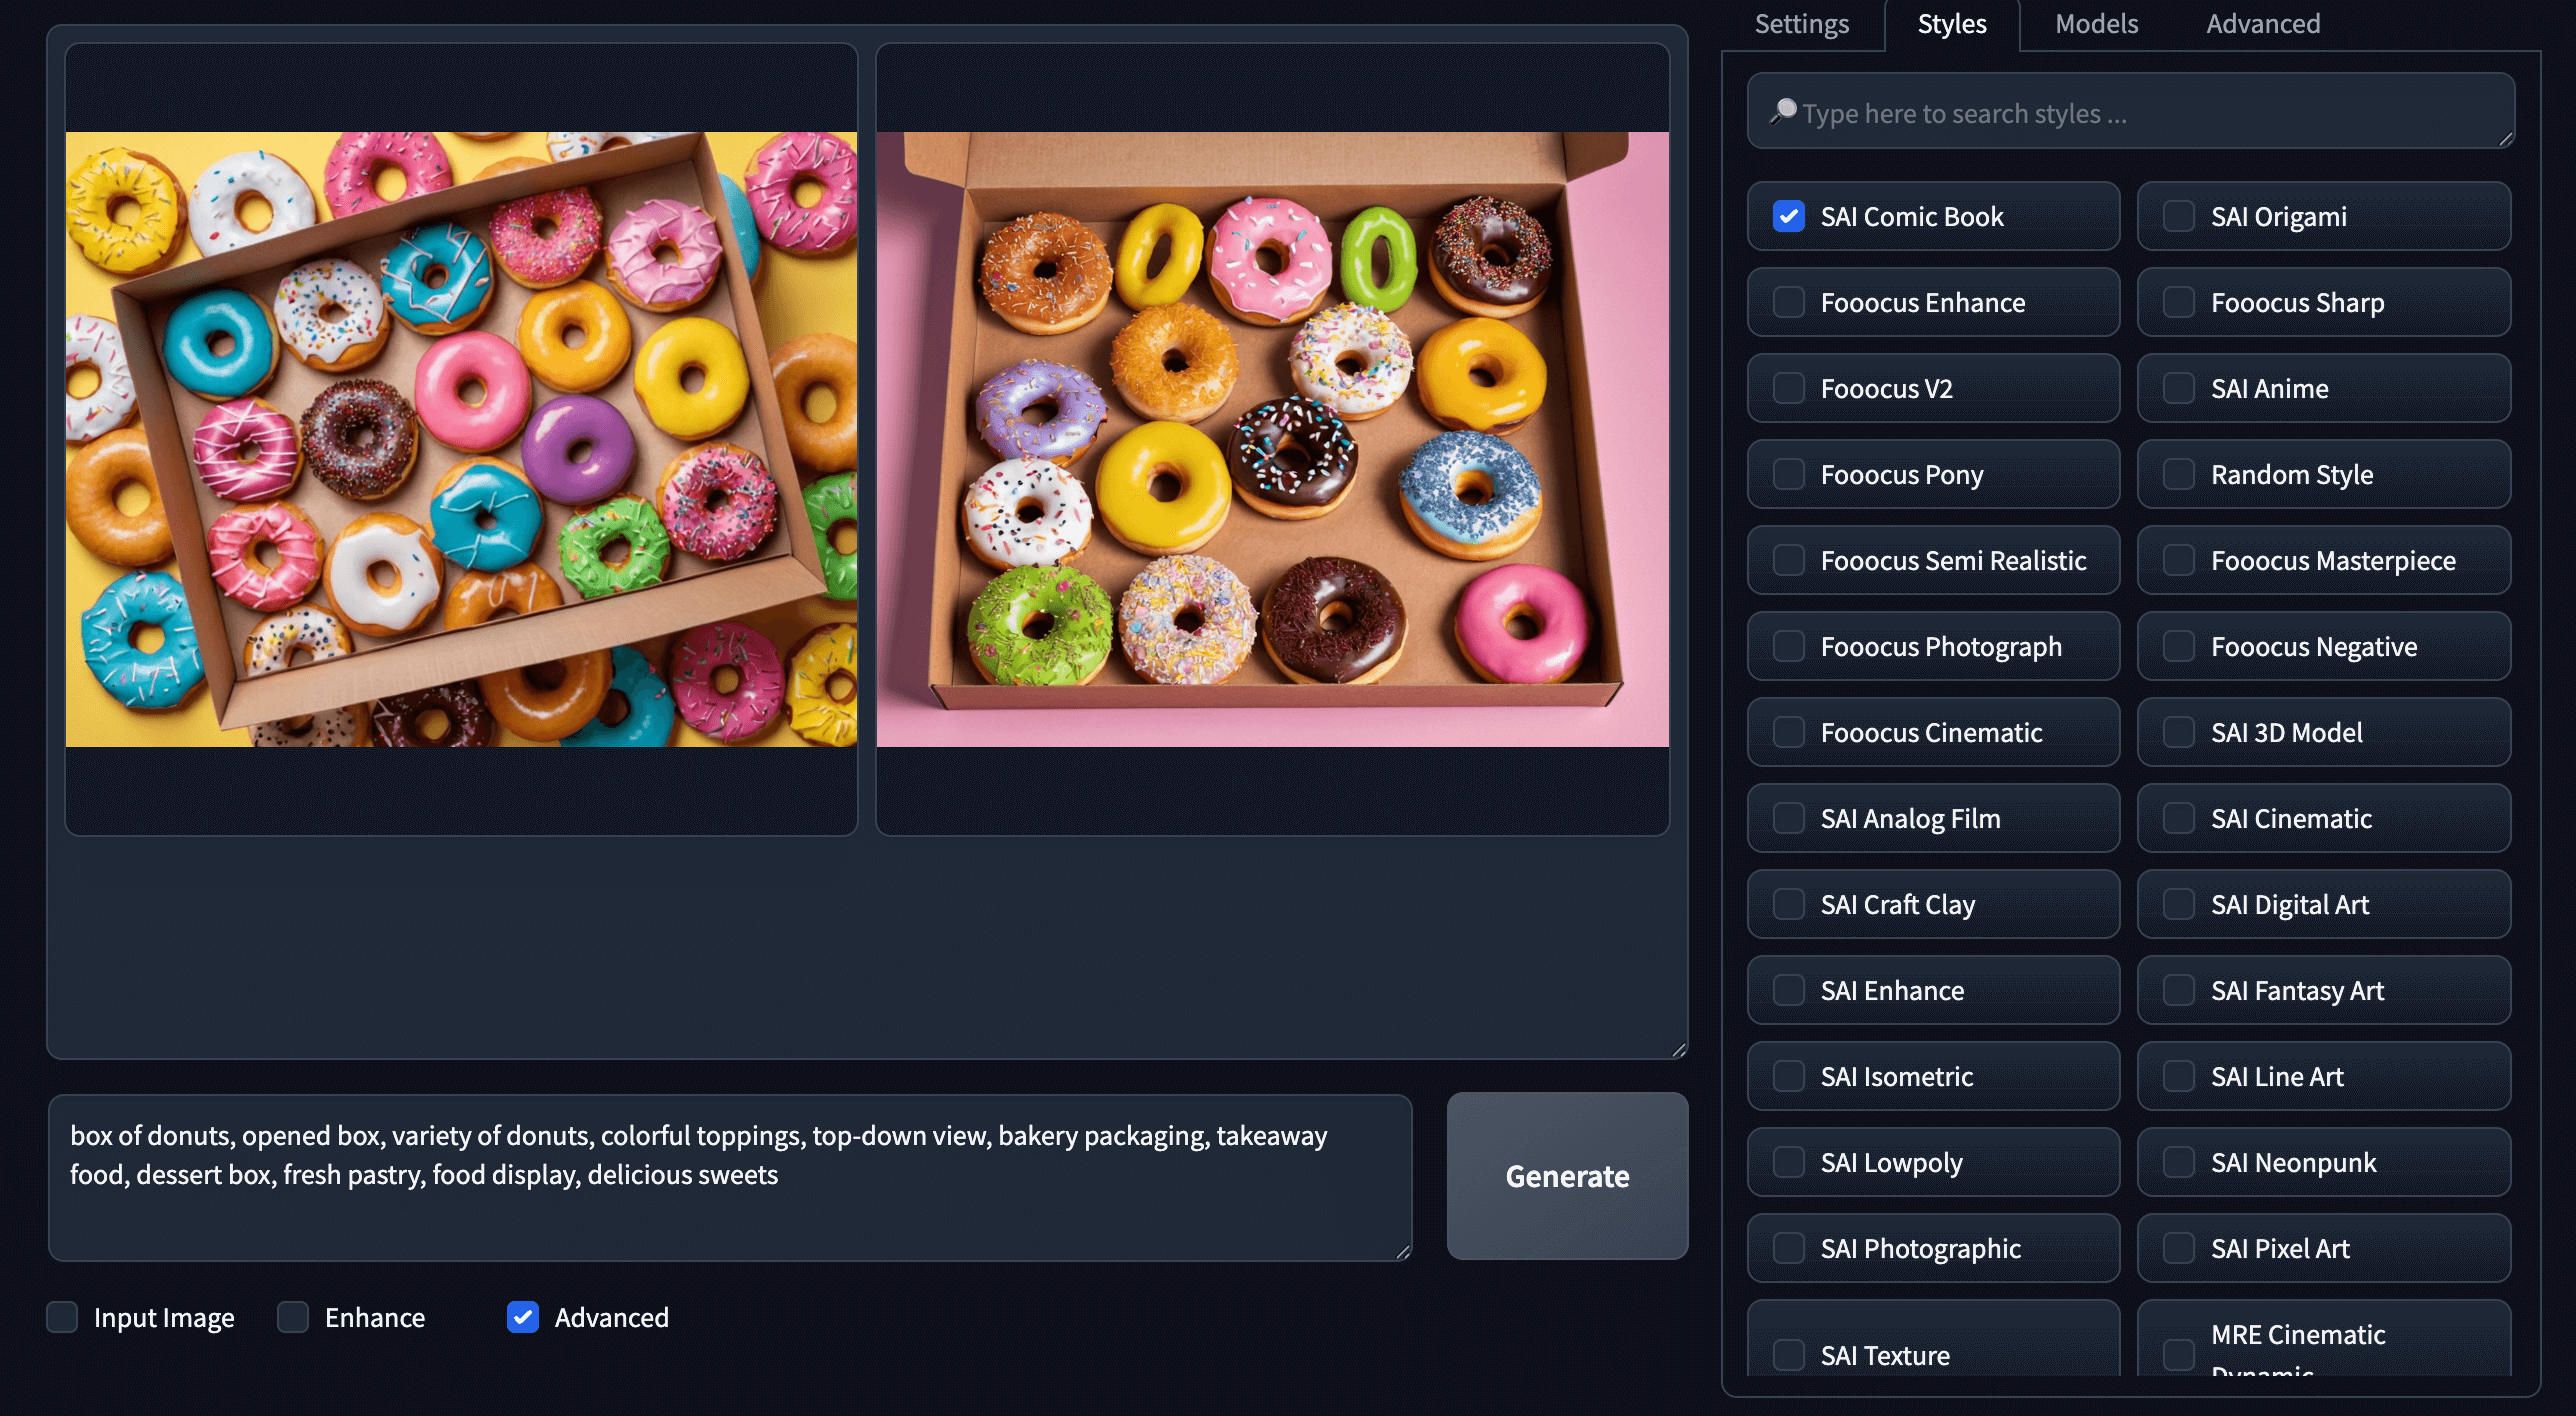 Settings
Styles
Models
Advanced
Type here to search styles ...
SAI Comic Book
SAI Origami
Fooocus Enhance
Fooocus Sharp
Fooocus V2
SAI Anime
Fooocus Pony
Random Style
Fooocus Semi Realistic
Fooocus Masterpiece
Fooocus Photograph
Fooocus Negative
Fooocus Cinematic
SAI 3D Model
SAI Analog Film
SAI Cinematic
SAI Craft Clay
SAI Digital Art
SAI Enhance
SAI Fantasy Art
SAI Isometric
SAI Line Art
SAI Lowpoly
SAI Neonpunk
SAI Photographic
SAI Pixel Art
SAI Texture
MRE Cinematic
Dynamic
box of donuts, opened box, variety of donuts, colorful toppings, top-down view, bakery packaging, takeaway
food, dessert box, fresh pastry, food display, delicious sweets
Generate
Input Image
Enhance
Advanced